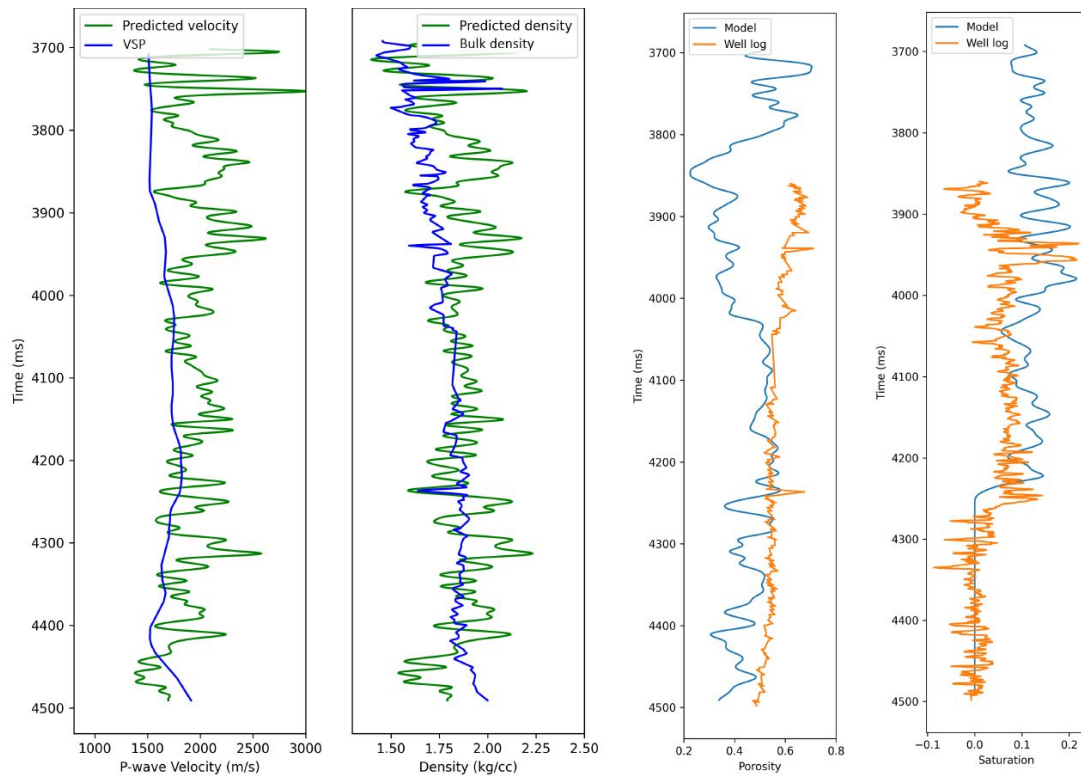 Predicted velocity
VSP
3700
3800
3900
4000
4100
4200
4300
4400
4500
Time (ms)
1000 1500 2000 2500 3000
P-wave Velocity (m/s)
Predicted density
Bulk density
1.50 1.75 2.00 2.25 2.50
Density (kg/cc)
Model
Well log
3700
3800
3900
4000
4100
4200
4300
4400
4500
Time (ms)
0.2 0.4 0.6 0.8
Porosity
Model
Well log
3700
3800
3900
4000
4100
4200
4300
4400
4500
Time (ms)
−0.1 0.0 0.1 0.2
Saturation